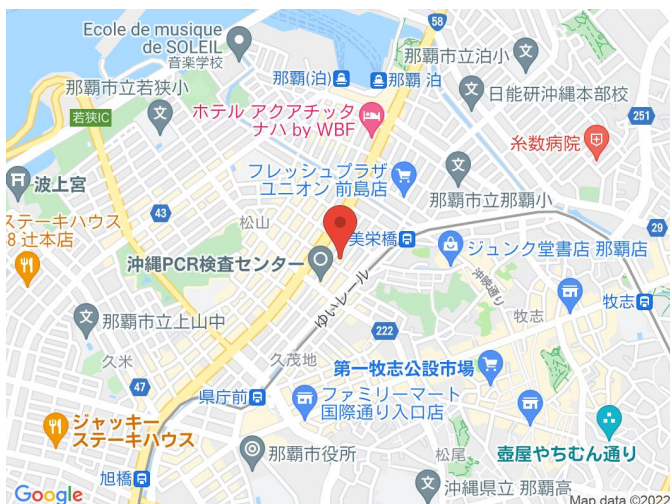 58
Ecole de musique
de SOLEIL
音楽学校
那覇市立泊小
那覇(泊)
那覇 泊
那覇市立若狭小
日能研沖縄本部校
若狭IC
ホテル アクアチッタ
ナハ by WBF
251
糸数病院
波上宮
フレッシュプラザ
ユニオン 前島店
那覇市立那覇小
43
29
ステーキハウス
8 辻本店
松山
美栄橋
ジュンク堂書店 那覇店
沖縄PCR検査センター
沖映通り
ゆいレール
牧志
那覇市立上山中
222
牧志
久米
久茂地
第一牧志公設市場
47
県庁前
ファミリーマート
国際通り入口店
ジャッキー
ステーキハウス
壺屋やちむん通り
那覇市役所
松尾
旭橋
沖縄県立 那覇高
Google
Map data ©2022